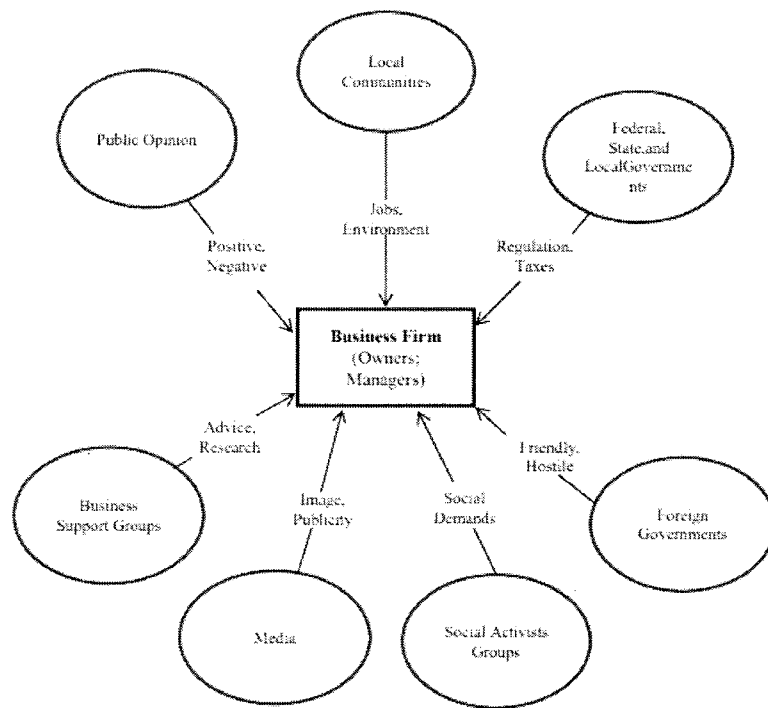 Local
Communities
Public Opinion
Federal,
State,and
LocalGovernme
nts
Jobs,
Environment
Positive,
Negative
Regulation,
Taxes
Business Firm
(Owners;
Managers)
Advice,
Research
Friendly,
Hostile
Business
Support Groups
Image,
Publicity
Social
Demands
Foreign
Governments
Media
Social Activists
Groups